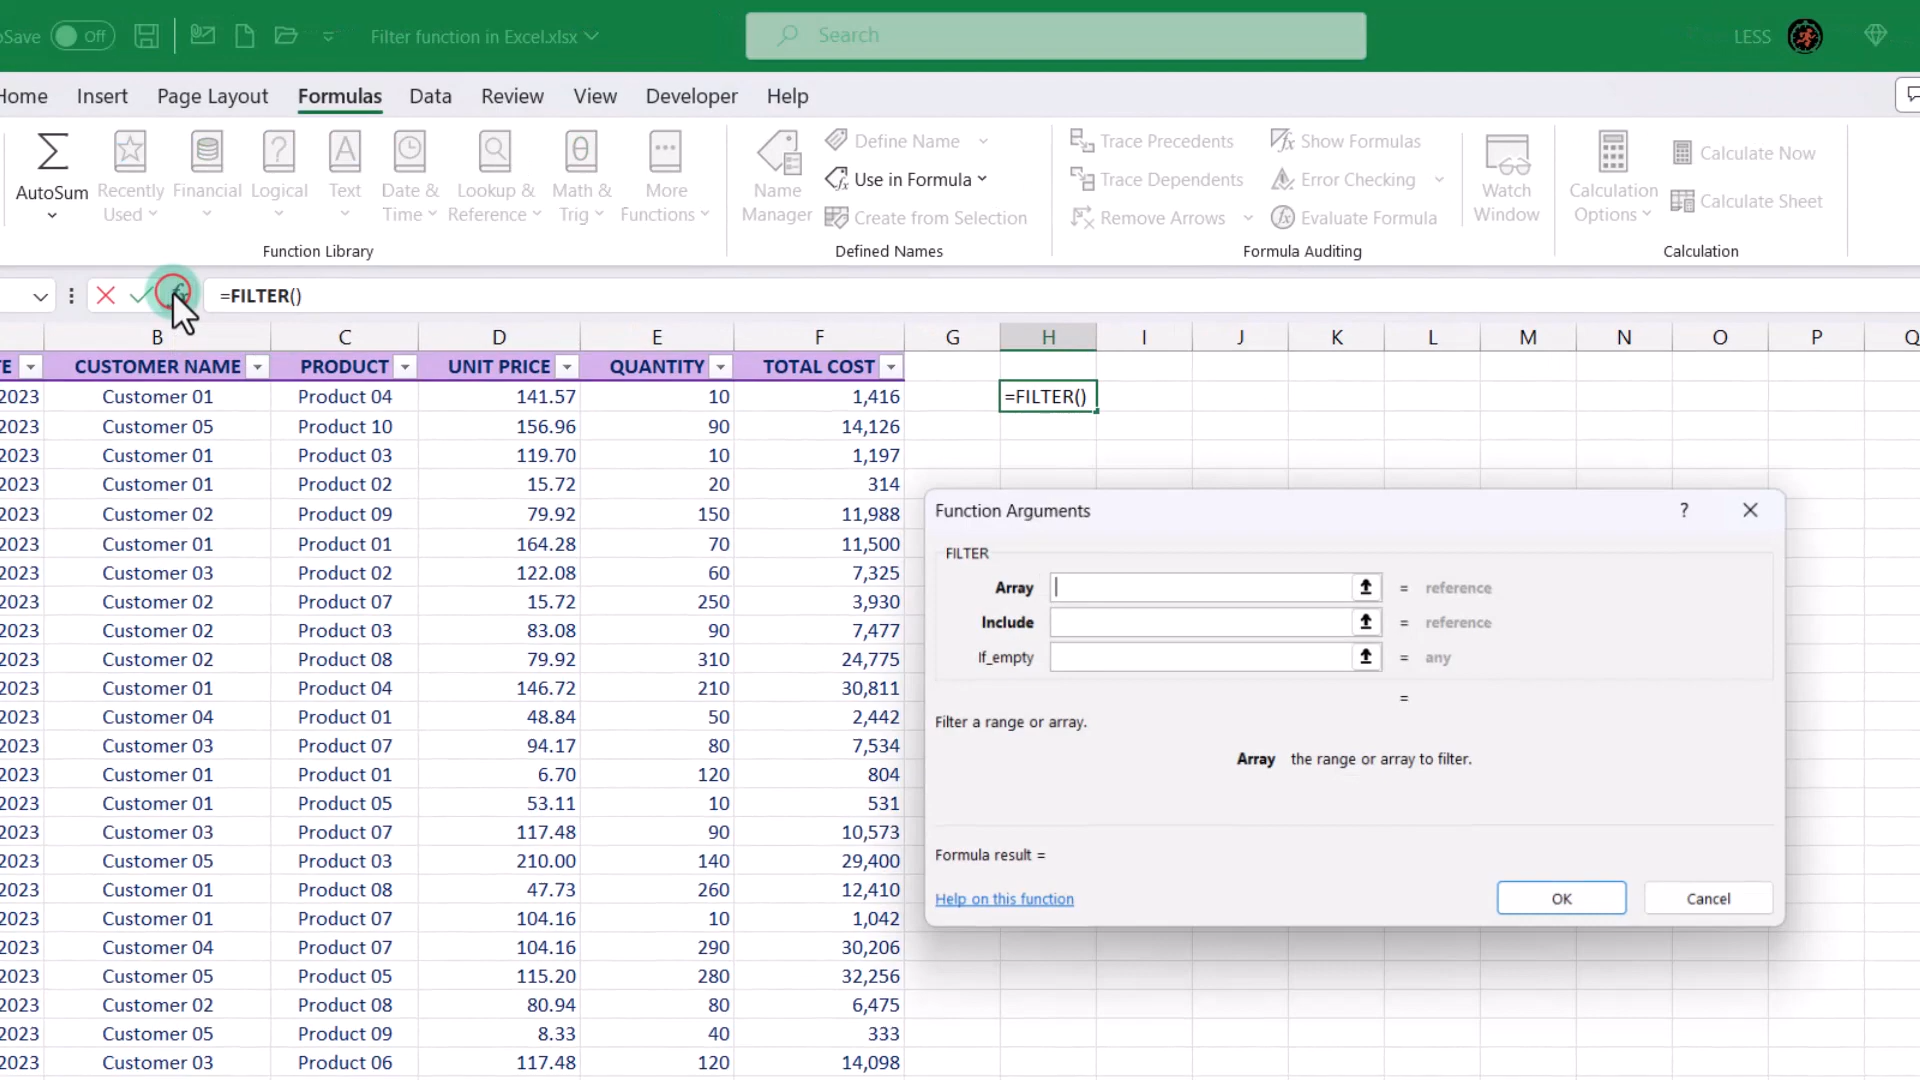 Save Off Filter function in Excel.xlsx Search LESS
Home Insert Page Layout Formulas Data Review View Developer Help
AutoSum Recently Used Financial Logical Text Date & Time Lookup & Reference Math & Trig More Functions
Function Library
Name Manager Define Name Use in Formula Create from Selection
Defined Names
Trace Precedents Trace Dependents Remove Arrows Show Formulas Error Checking Evaluate Formula
Formula Auditing
Watch Window
Calculation Options Calculate Now Calculate Sheet
Calculation
fx =FILTER()
B C D E F G H I J K L M N O P Q
TE CUSTOMER NAME PRODUCT UNIT PRICE QUANTITY TOTAL COST
2023 Customer 01 Product 04 141.57 10 1,416 =FILTER()
2023 Customer 05 Product 10 156.96 90 14,126
2023 Customer 01 Product 03 119.70 10 1,197
2023 Customer 01 Product 02 15.72 20 314
2023 Customer 02 Product 09 79.92 150 11,988
2023 Customer 01 Product 01 164.28 70 11,500
2023 Customer 03 Product 02 122.08 60 7,325
2023 Customer 02 Product 07 15.72 250 3,930
2023 Customer 02 Product 03 83.08 90 7,477
2023 Customer 02 Product 08 79.92 310 24,775
2023 Customer 01 Product 04 146.72 210 30,811
2023 Customer 04 Product 01 48.84 50 2,442
2023 Customer 03 Product 07 94.17 80 7,534
2023 Customer 01 Product 01 6.70 120 804
2023 Customer 01 Product 05 53.11 10 531
2023 Customer 03 Product 07 117.48 90 10,573
2023 Customer 05 Product 03 210.00 140 29,400
2023 Customer 01 Product 08 47.73 260 12,410
2023 Customer 01 Product 07 104.16 10 1,042
2023 Customer 04 Product 07 104.16 290 30,206
2023 Customer 05 Product 05 115.20 280 32,256
2023 Customer 02 Product 08 80.94 80 6,475
2023 Customer 05 Product 09 8.33 40 333
2023 Customer 03 Product 06 117.48 120 14,098
Function Arguments ?
FILTER
Array = reference
Include = reference
If_empty = any
=
Filter a range or array.
Array the range or array to filter.
Formula result =
Help on this function OK Cancel